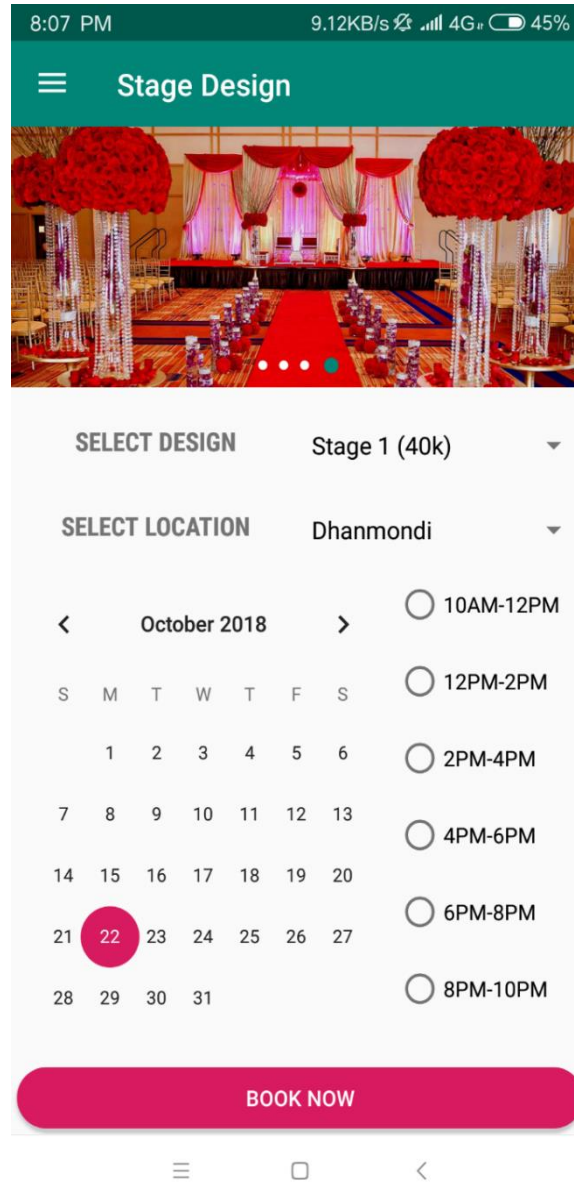 8:07 PM 9.12KB/s 4G 45%
Stage Design
SELECT DESIGN Stage 1 (40k)
SELECT LOCATION Dhanmondi
October 2018
S M T W T F S
1 2 3 4 5 6
7 8 9 10 11 12 13
14 15 16 17 18 19 20
21 22 23 24 25 26 27
28 29 30 31
10AM-12PM
12PM-2PM
2PM-4PM
4PM-6PM
6PM-8PM
8PM-10PM
BOOK NOW